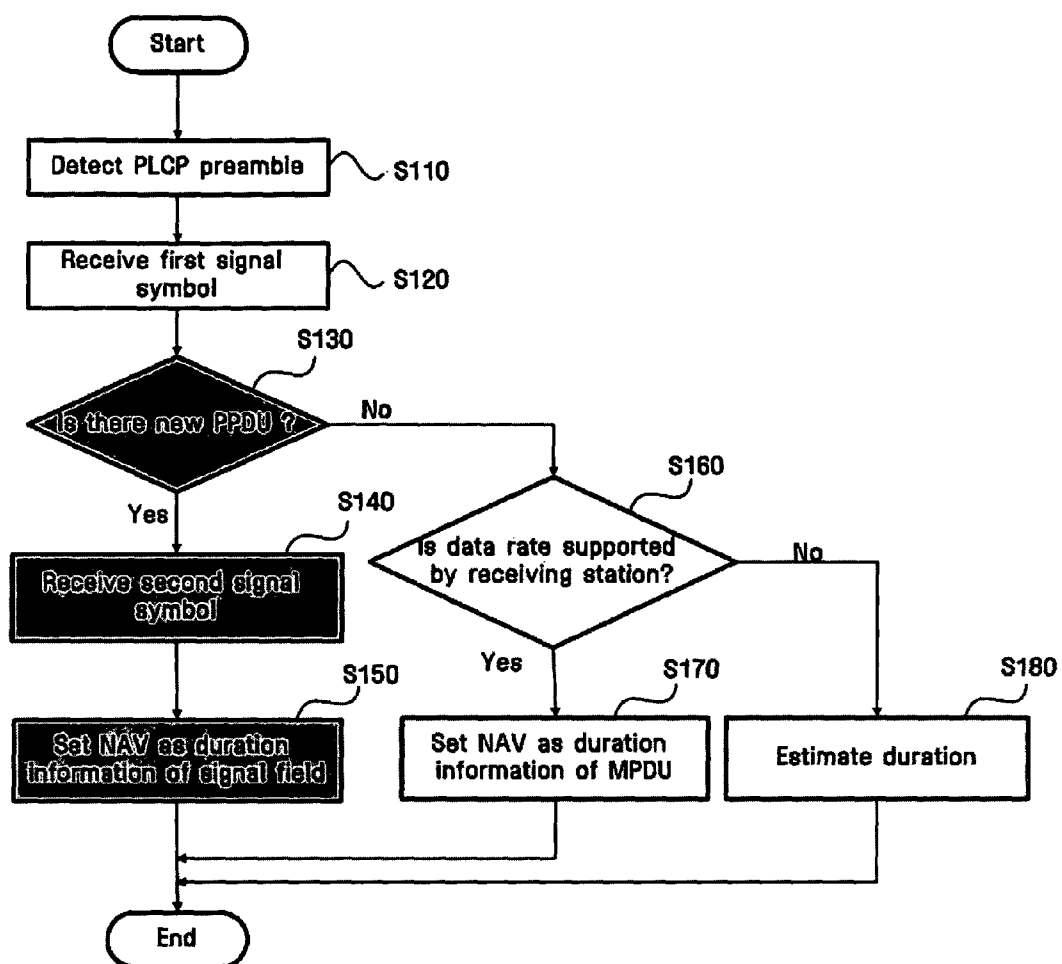 Start
Detect PLCP preamble
S110
Receive first signal
symbol
S120
S130
Is there new PPDU ?
No
Yes
S140
Receive second signal
symbol
S150
Set NAV as duration
information of signal field
S160
Is data rate supported
by receiving station?
No
Yes
S170
Set NAV as duration
information of MPDU
S180
Estimate duration
End